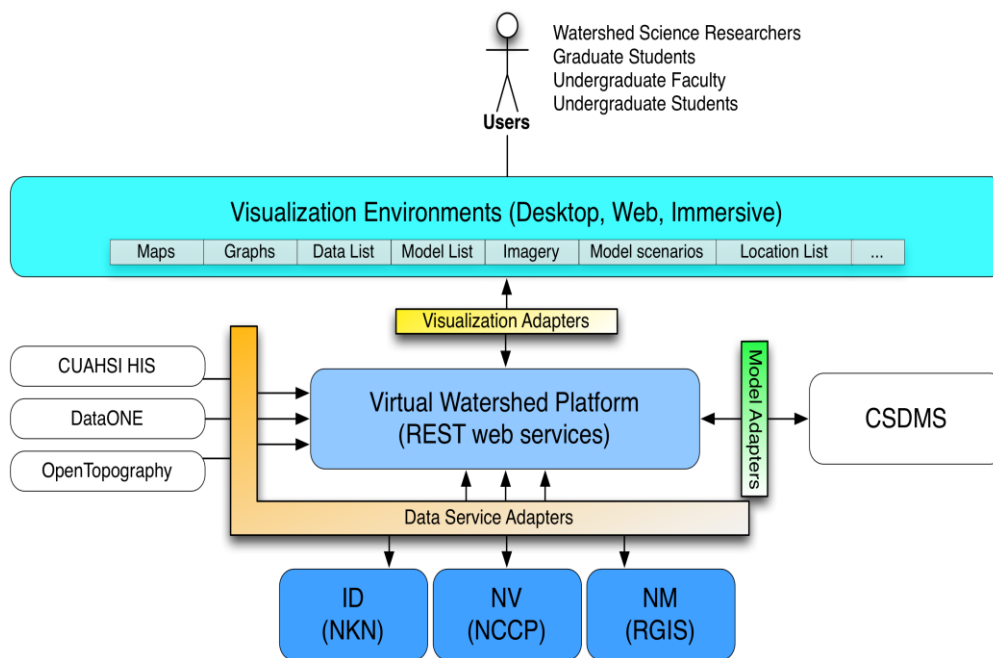 Watershed Science Researchers
Graduate Students
Undergraduate Faculty
Undergraduate Students
Users
Visualization Environments (Desktop, Web, Immersive)
Maps
Graphs
Data List
Model List
Imagery
Model scenarios
Location List
...
Visualization Adapters
CUAHSI HIS
DataONE
OpenTopography
Virtual Watershed Platform
(REST web services)
Model Adapters
CSDMS
Data Service Adapters
ID
(NKN)
NV
(NCCP)
NM
(RGIS)